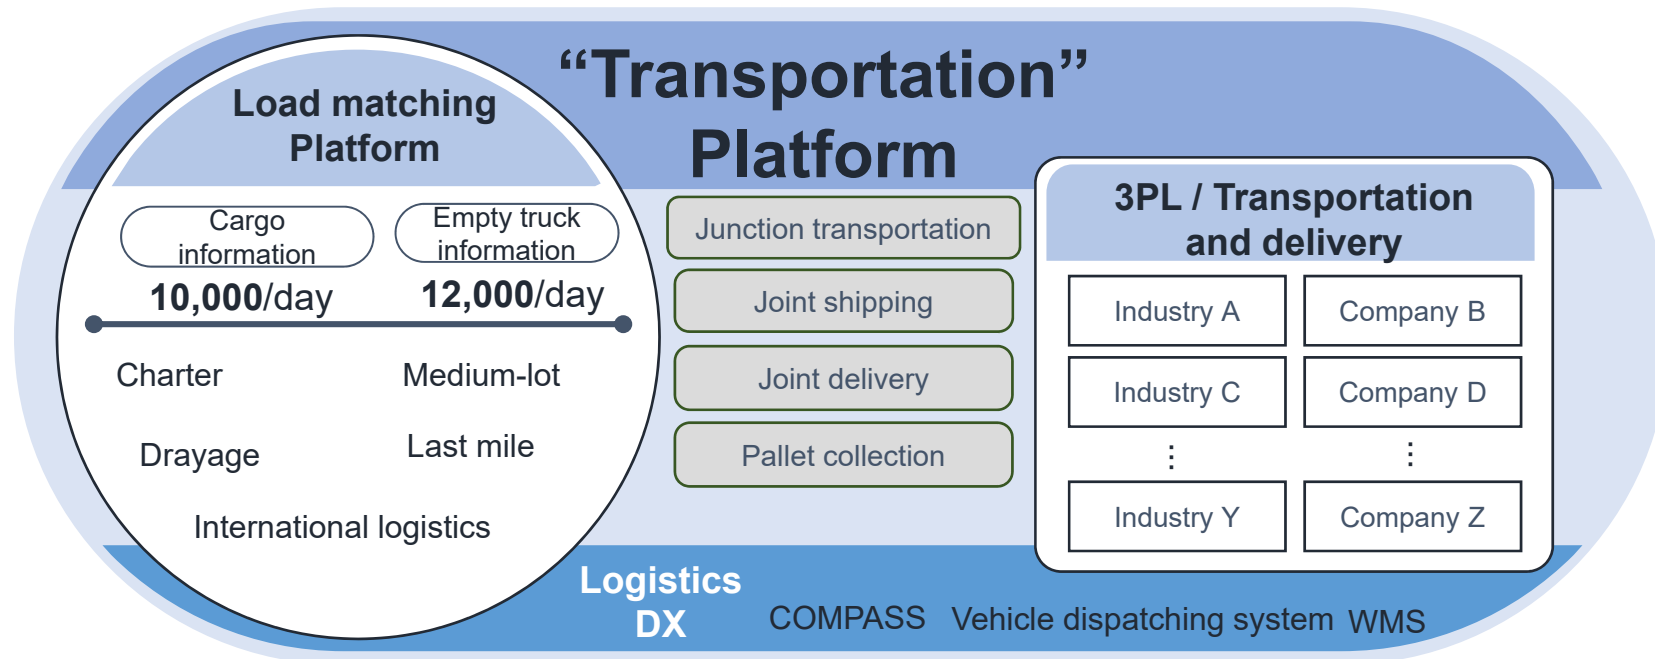 “Transportation”
Platform
Load matching
Platform
Cargo
information
10,000/day
Empty truck
information
12,000/day
Charter
Medium-lot
Drayage
Last mile
International logistics
Junction transportation
Joint shipping
Joint delivery
Pallet collection
3PL / Transportation
and delivery
Industry A
Company B
Industry C
Company D
⋮
⋮
Industry Y
Company Z
Logistics
DX
COMPASS
Vehicle dispatching system
WMS